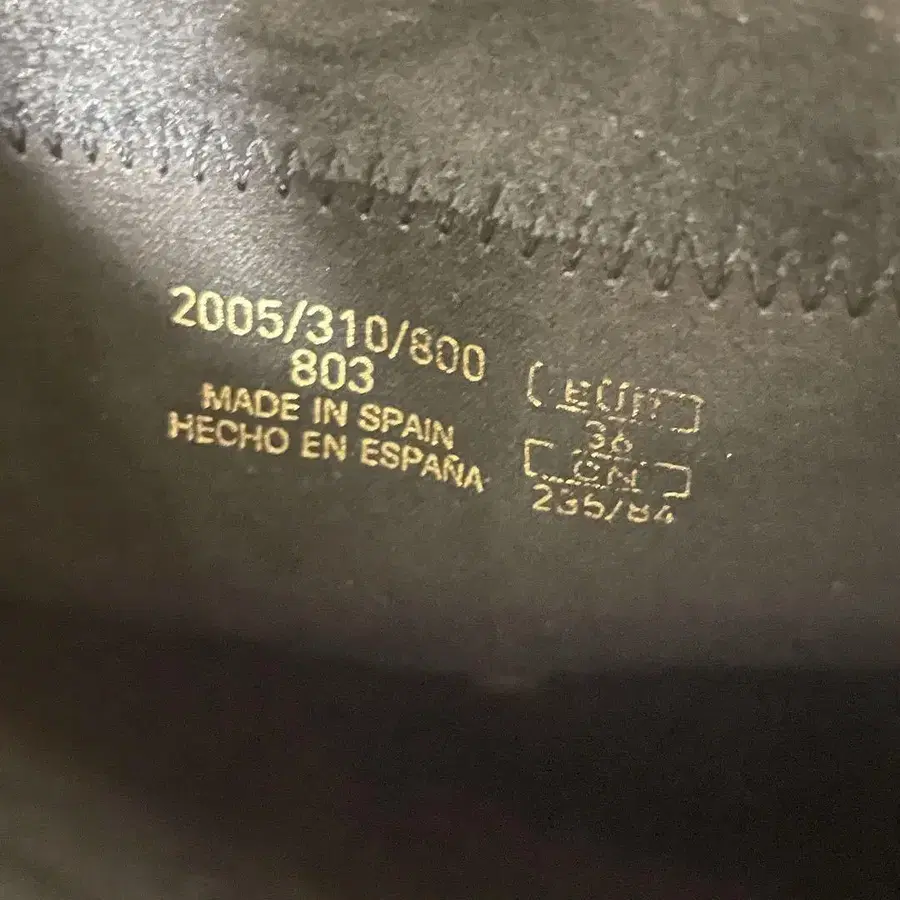 2005/310/800
803
MADE IN SPAIN
HECHO EN ESPAÑA
EUR
36
CN
235/84